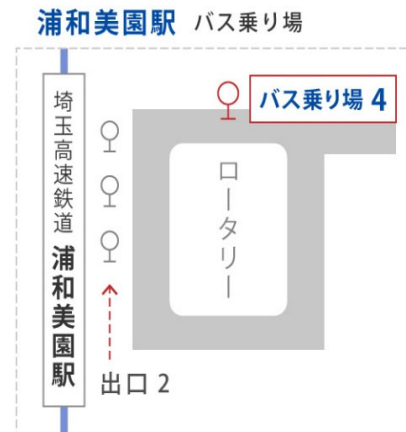 浦和美園駅 バス乗り場
バス乗り場 4
埼玉高速鉄道
浦和美園駅
ロータリー
出口 2